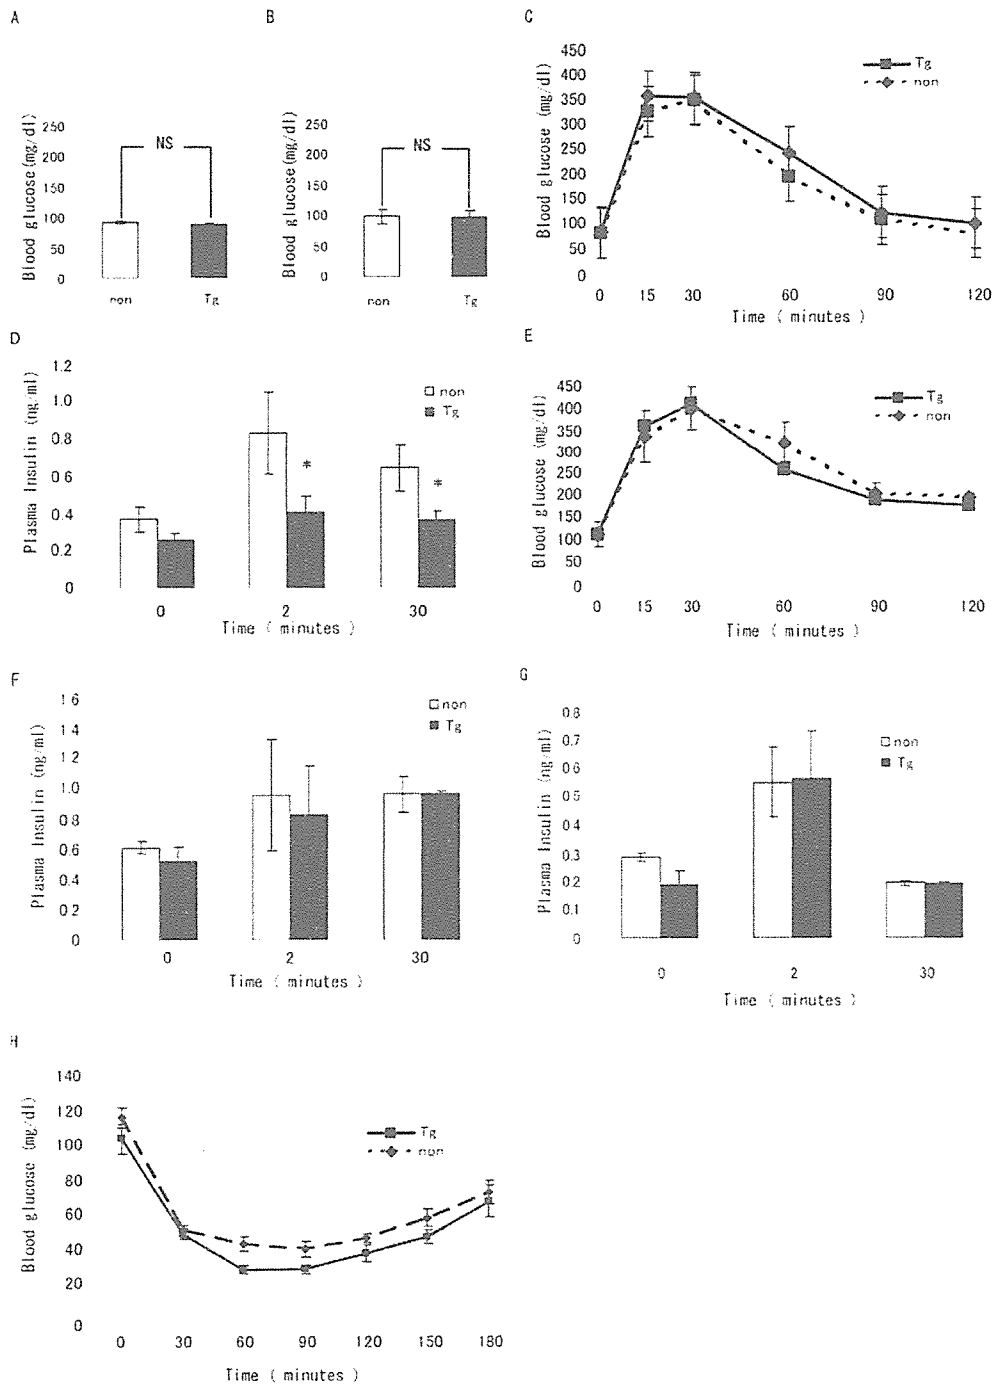 A
Blood glucose(mg/dl)
250
200
150
100
50
0
NS
non
Tg
B
Blood glucose(mg/dl)
250
200
150
100
50
0
NS
non
Tg
C
Blood glucose (mg/dl)
450
400
350
300
250
200
150
100
50
0
Tg
non
0 15 30 60 90 120
Time ( minutes )
D
Plasma Insulin (ng/ml)
1.2
1.0
0.8
0.6
0.4
0.2
0
non
Tg
*
*
0 2 30
Time ( minutes )
E
Blood glucose (mg/dl)
450
400
350
300
250
200
150
100
50
0
Tg
non
0 15 30 60 90 120
Time ( minutes )
F
Plasma Insulin (ng/ml)
1.6
1.4
1.2
1.0
0.8
0.6
0.4
0.2
0
non
Tg
0 2 30
Time ( minutes )
G
Plasma Insulin (ng/ml)
0.8
0.7
0.6
0.5
0.4
0.3
0.2
0.1
0
non
Tg
0 2 30
Time ( minutes )
H
Blood glucose (mg/dl)
140
120
100
80
60
40
20
0
Tg
non
*
0 30 60 90 120 150 180
Time ( minutes )